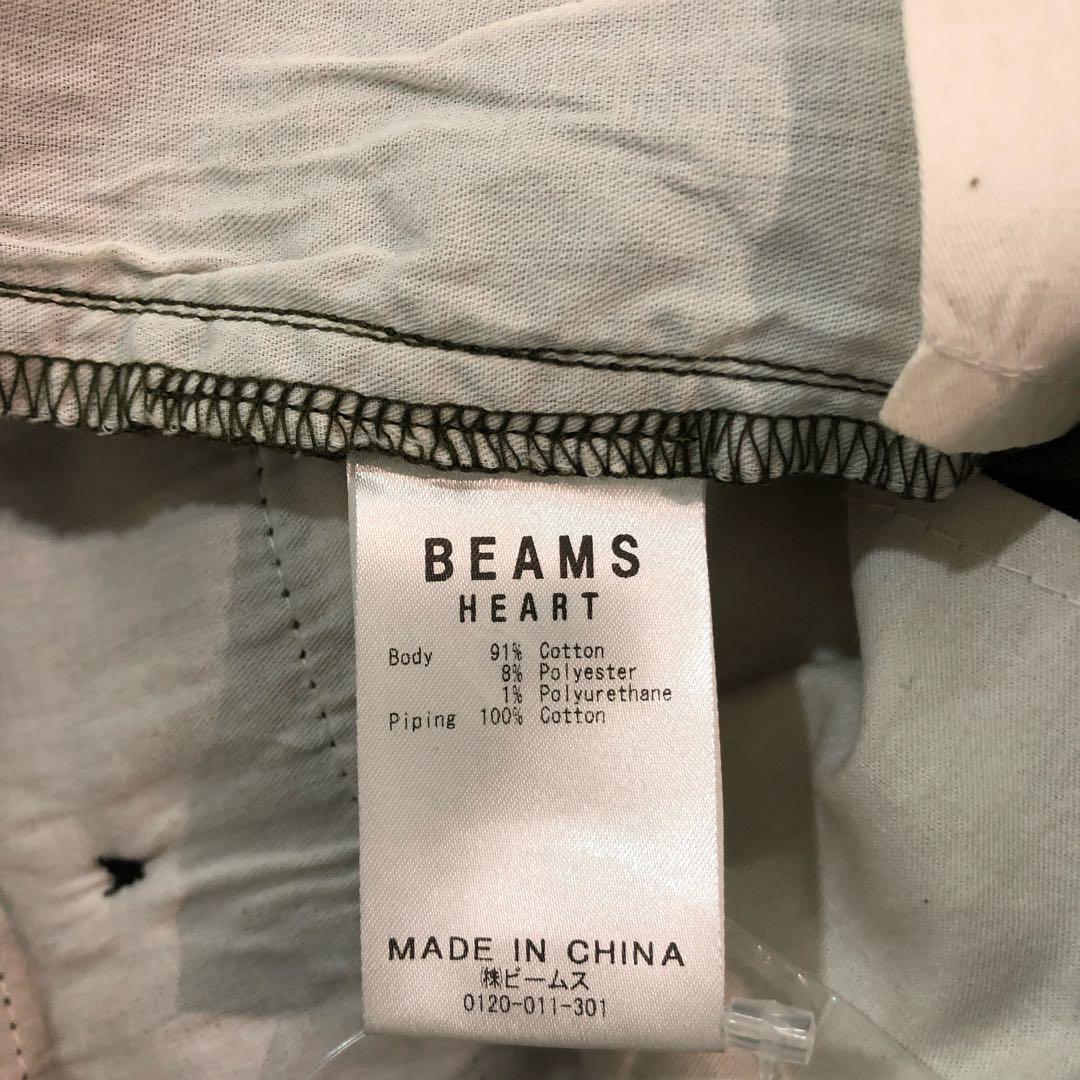 BEAMS
HEART
Body 91% Cotton
8% Polyester
1% Polyurethane
Piping 100% Cotton
MADE IN CHINA
㈱ビームス
0120-011-301